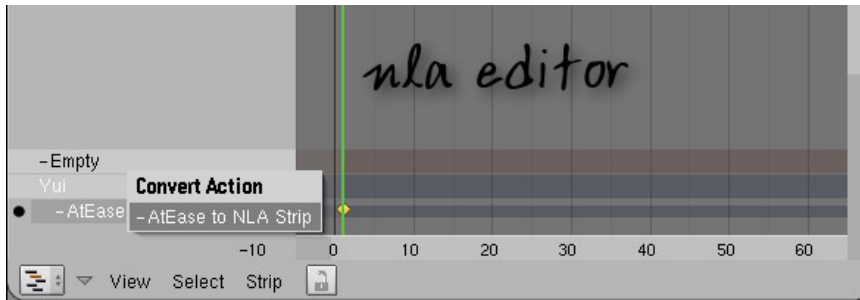 nla editor
-Empty
Yui
Convert Action
-AtEase
-AtEase to NLA Strip
-10 0 10 20 30 40 50 60
View Select Strip